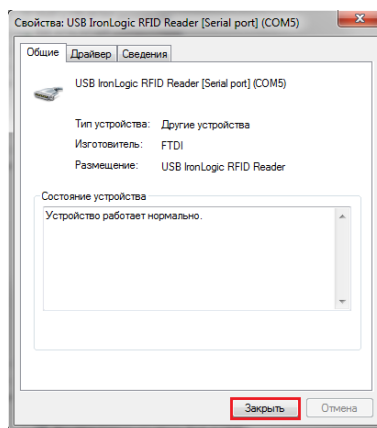 Свойства: USB IronLogic RFID Reader [Serial port] (COM5)
Общие Драйвер Сведения
USB IronLogic RFID Reader [Serial port] (COM5)
Тип устройства: Другие устройства
Изготовитель: FTDI
Размещение: USB IronLogic RFID Reader
Состояние устройства
Устройство работает нормально.
Закрыть Отмена